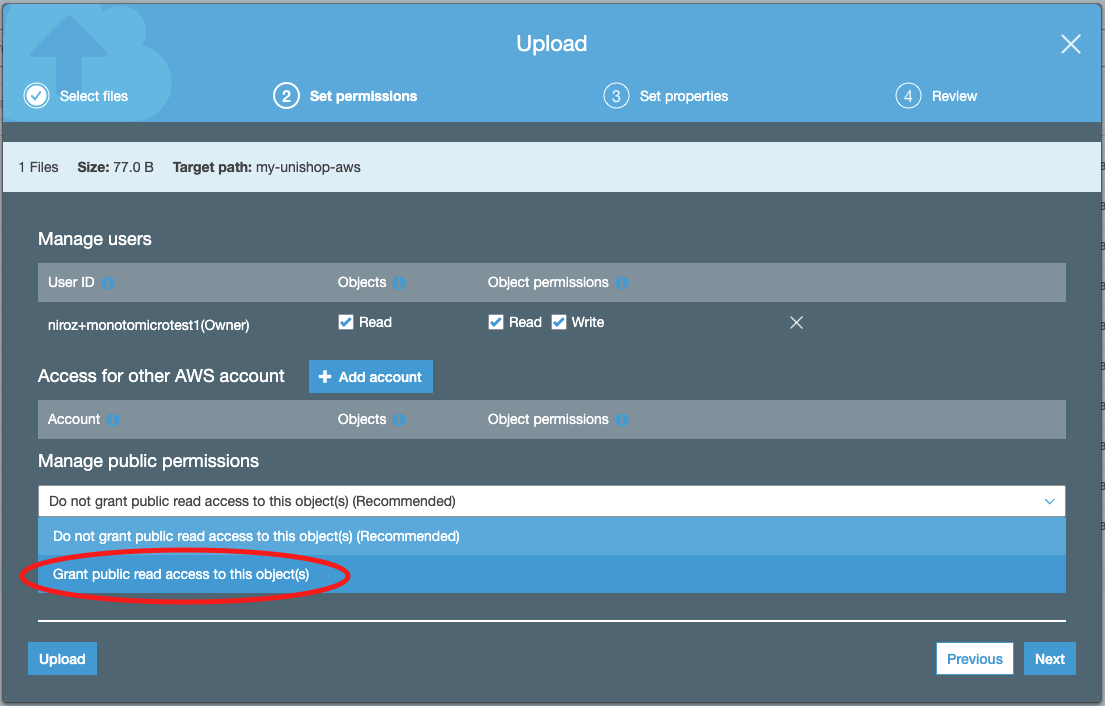 Upload
Select files
2 Set permissions
3 Set properties
4 Review
1 Files Size: 77.0 B Target path: my-unishop-aws
Manage users
User ID Objects Object permissions
niroz+monotomicrotest1(Owner) Read Read Write
Access for other AWS account + Add account
Account Objects Object permissions
Manage public permissions
Do not grant public read access to this object(s) (Recommended)
Do not grant public read access to this object(s) (Recommended)
Grant public read access to this object(s)
Upload Previous Next